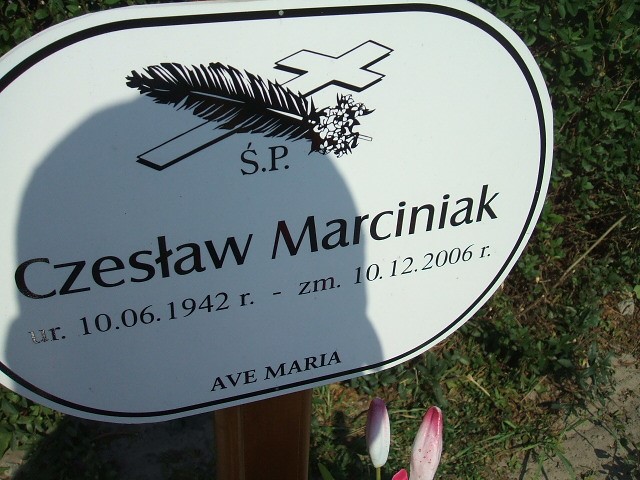 Ś.P.
Czesław Marciniak
ur. 10.06.1942 r. - zm. 10.12.2006 r.
AVE MARIA